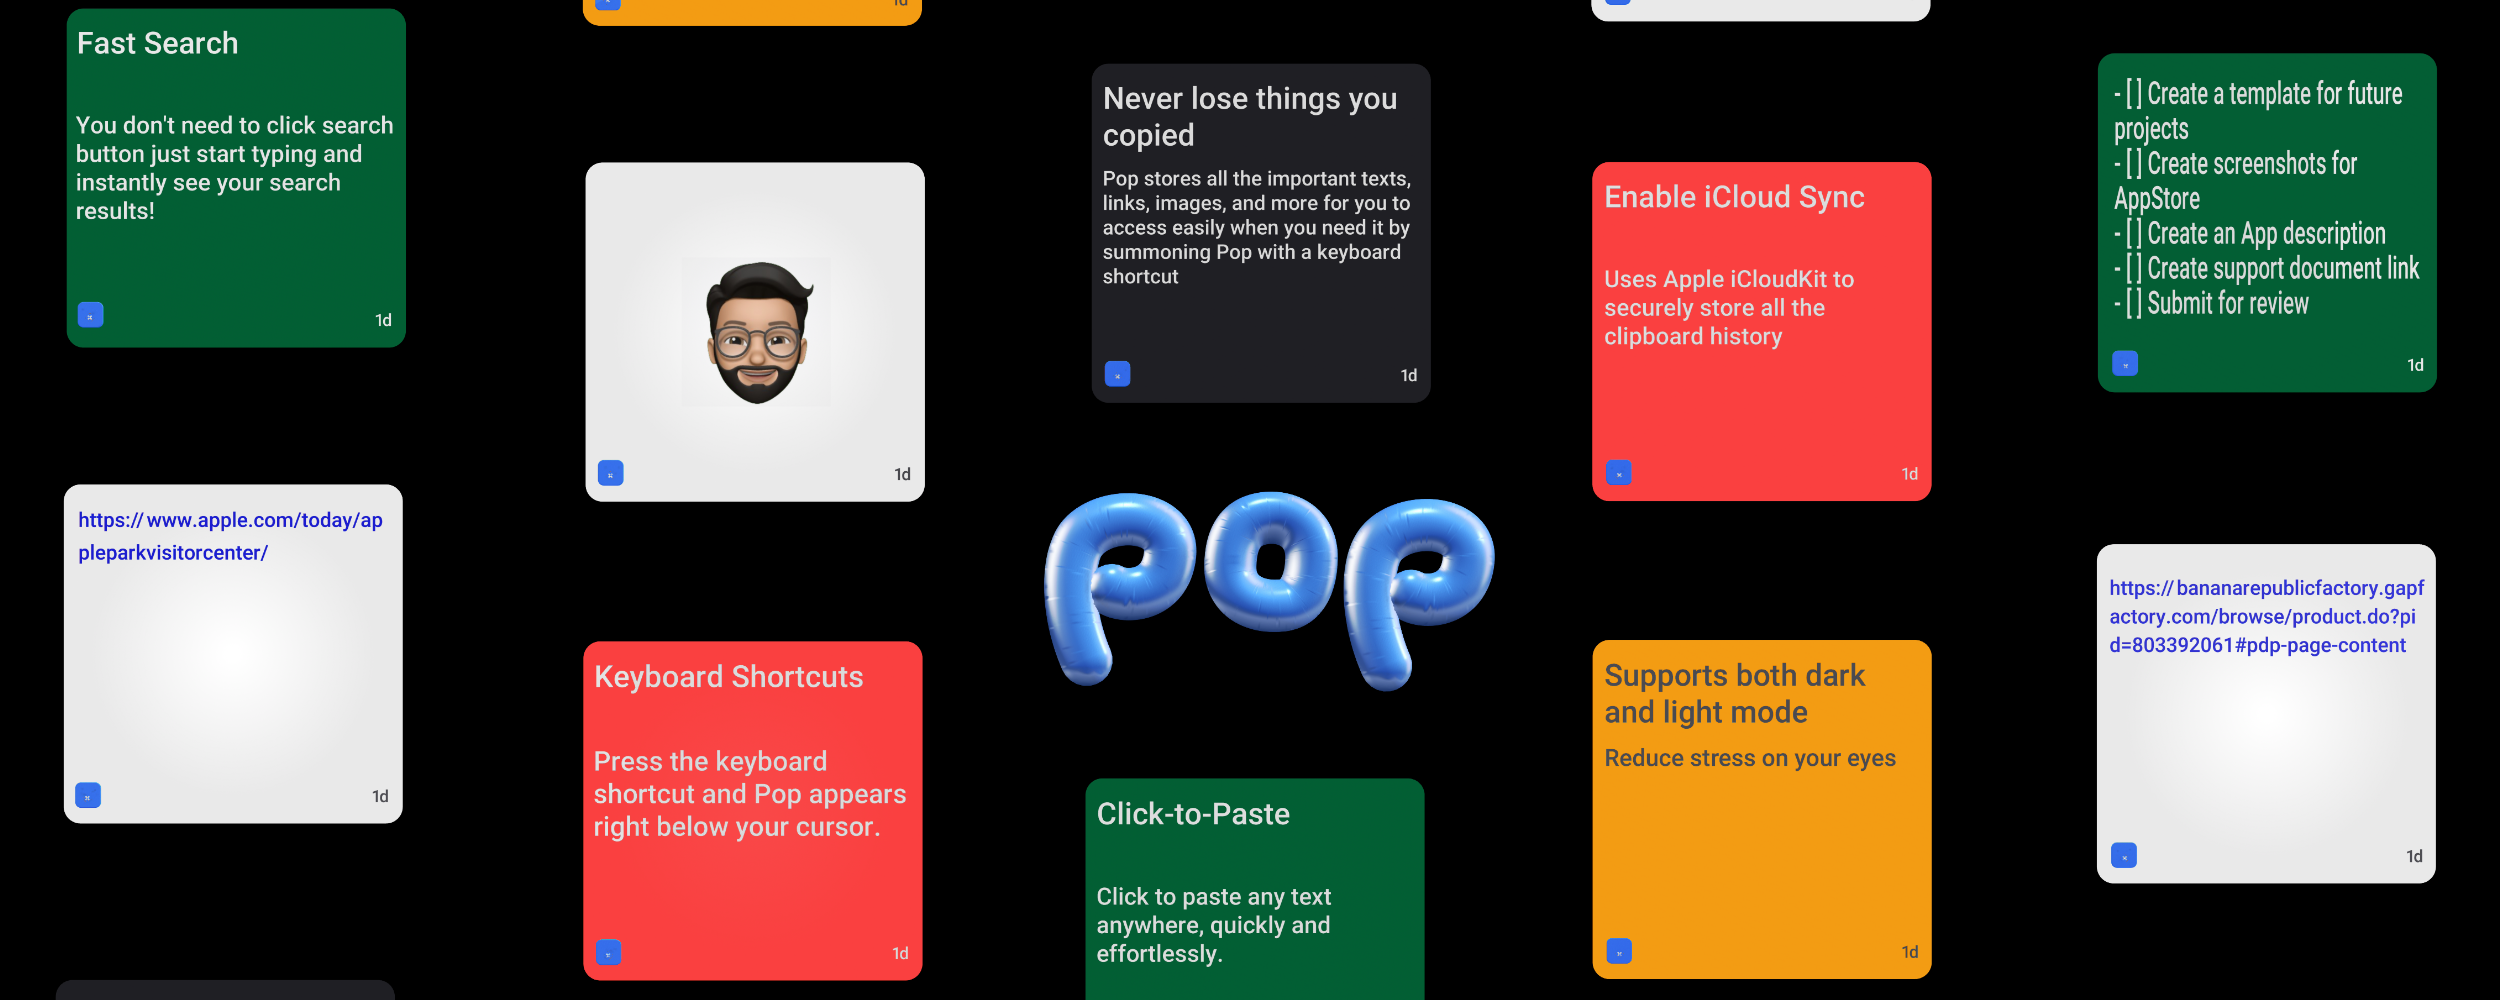 Fast Search
You don't need to click search
button just start typing and
instantly see your search
results!
1d
https://www.apple.com/today/ap
pleparkvisitorcenter/
1d
1d
1d
Keyboard Shortcuts
Press the keyboard
shortcut and Pop appears
right below your cursor.
1d
Never lose things you
copied
Pop stores all the important texts,
links, images, and more for you to
access easily when you need it by
summoning Pop with a keyboard
shortcut
1d
POP
Click-to-Paste
Click to paste any text
anywhere, quickly and
effortlessly.
Enable iCloud Sync
Uses Apple iCloudKit to
securely store all the
clipboard history
1d
Supports both dark
and light mode
Reduce stress on your eyes
1d
- [ ] Create a template for future
projects
- [ ] Create screenshots for
AppStore
- [ ] Create an App description
- [ ] Create support document link
- [ ] Submit for review
1d
https://bananarepublicfactory.gapf
actory.com/browse/product.do?pi
d=803392061#pdp-page-content
1d